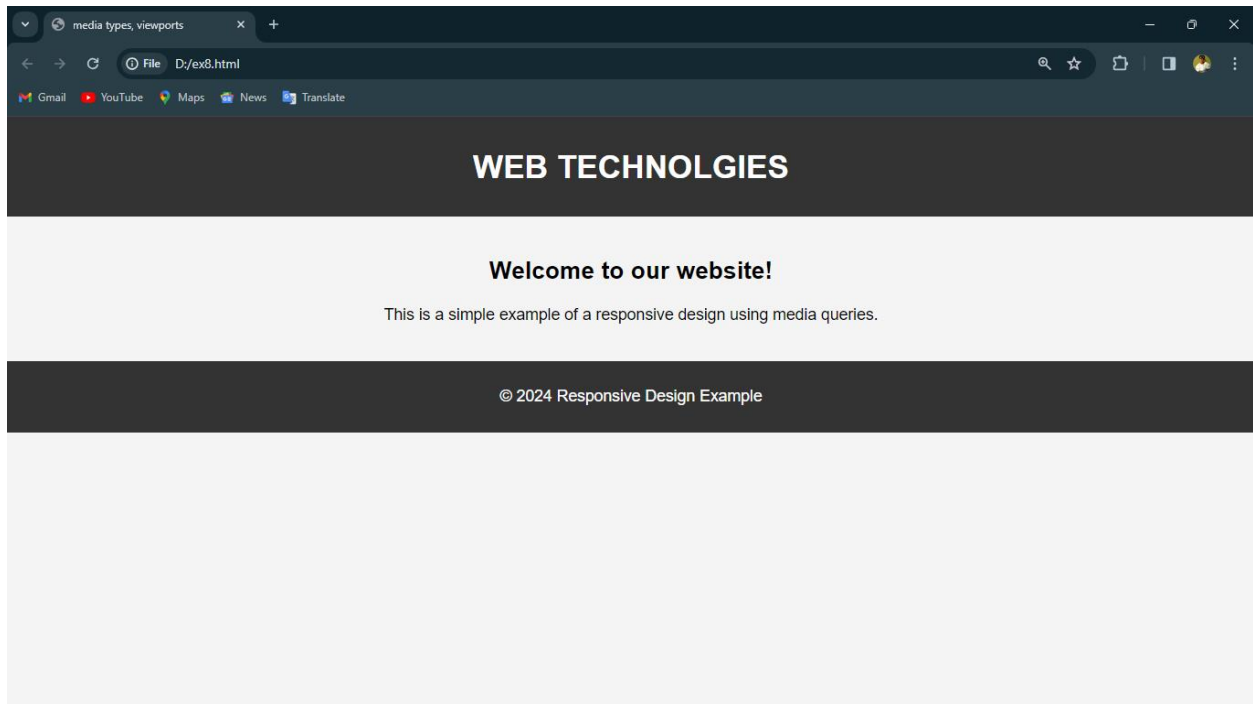 media types, viewports
File D:/ex8.html
Gmail YouTube Maps News Translate
WEB TECHNOLGIES
Welcome to our website!
This is a simple example of a responsive design using media queries.
© 2024 Responsive Design Example